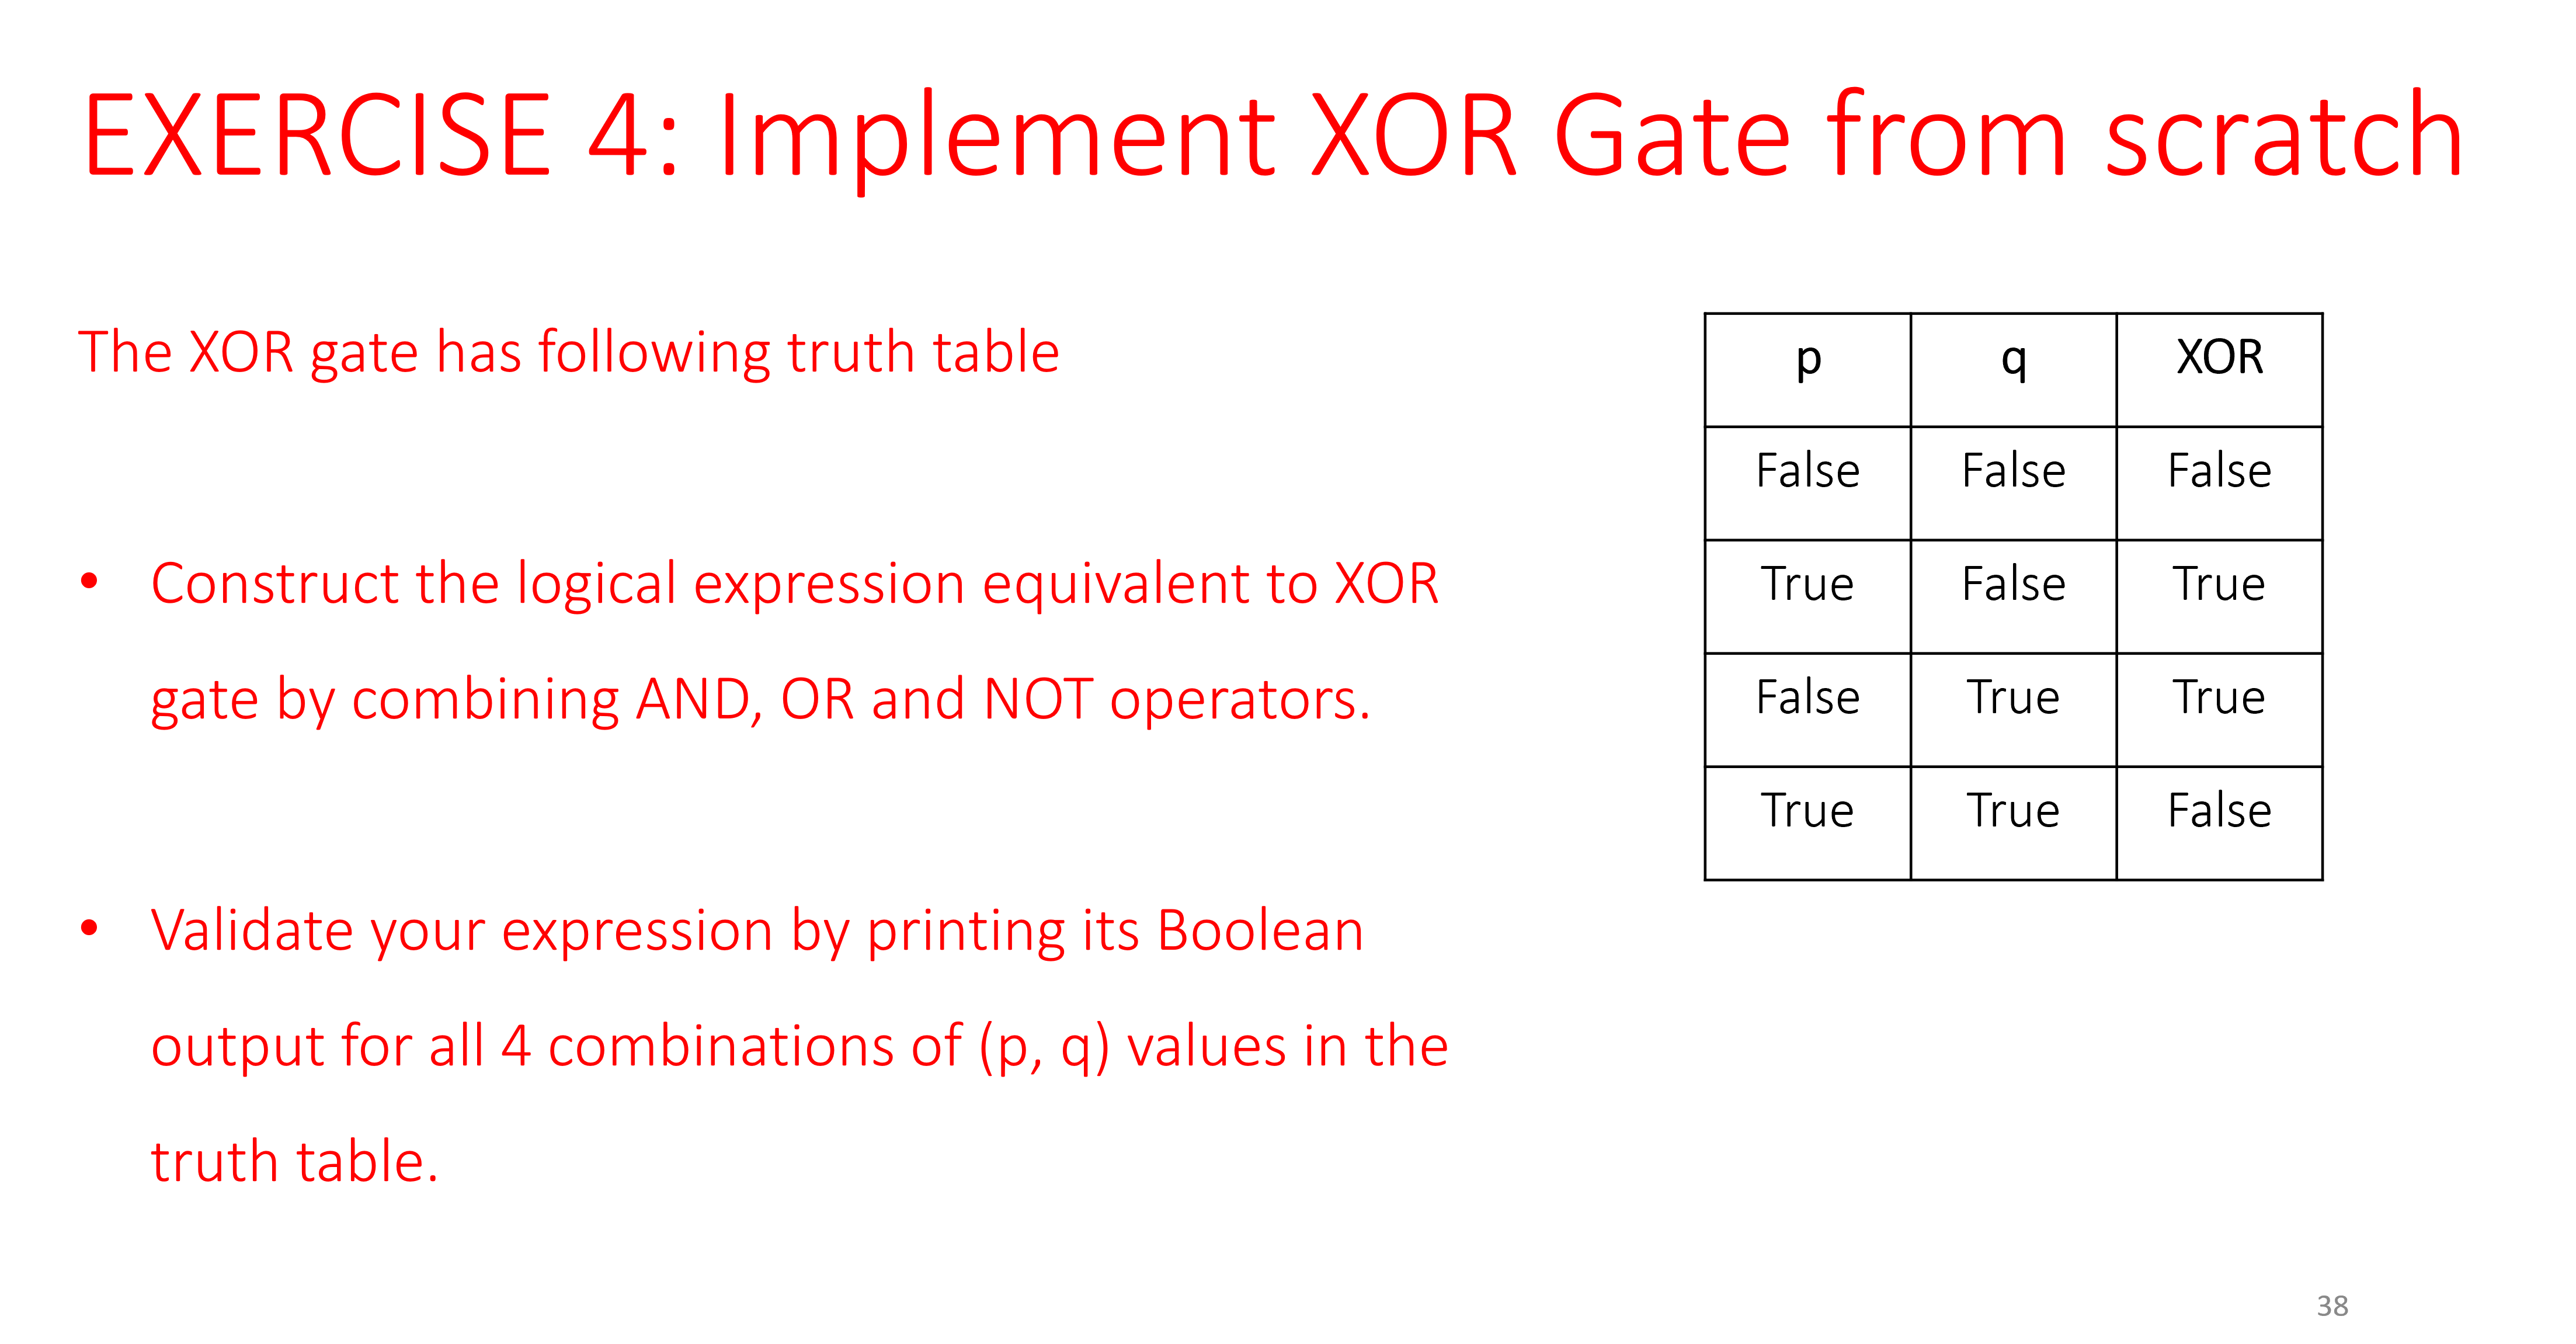 EXERCISE 4: Implement XOR Gate from scratch
The XOR gate has following truth table
• Construct the logical expression equivalent to XOR
gate by combining AND, OR and NOT operators.
• Validate your expression by printing its Boolean
output for all 4 combinations of (p, q) values in the
truth table.
p q XOR
False False False
True False True
False True True
True True False
38